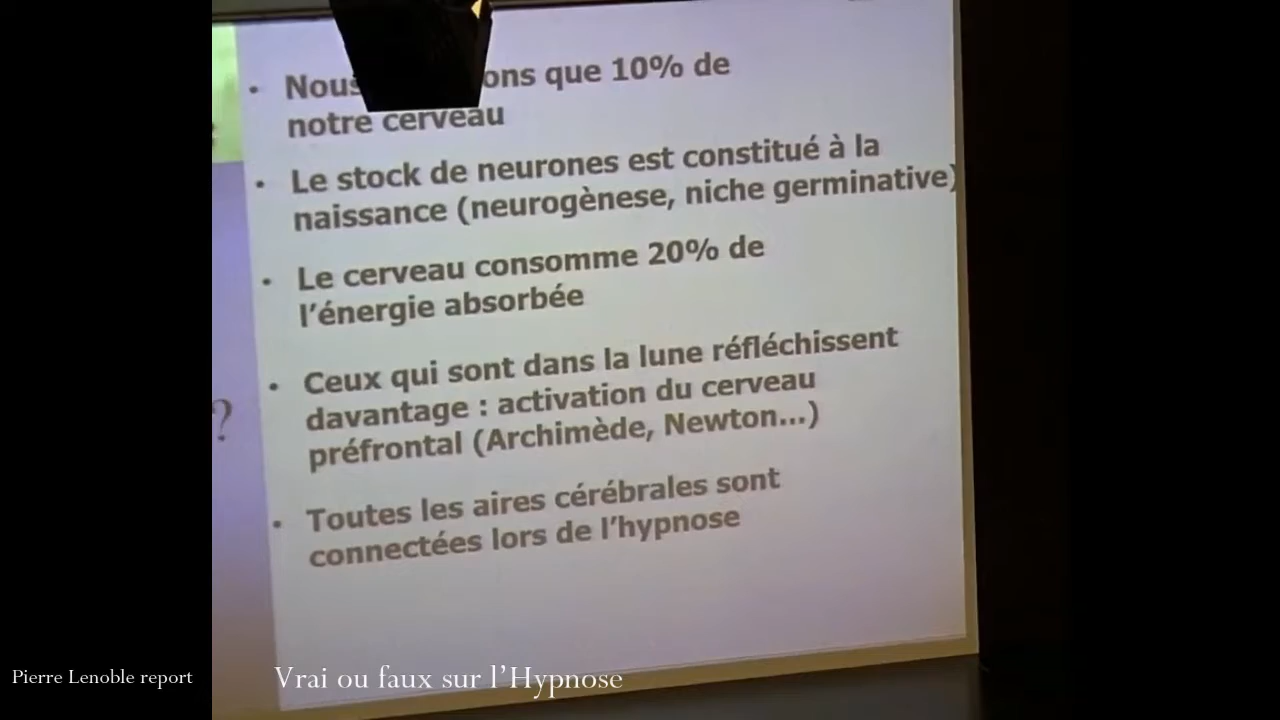 • Nous ons que 10% de
notre cerveau
• Le stock de neurones est constitué à la
naissance (neurogènese, niche germinative)
• Le cerveau consomme 20% de
l'énergie absorbée
• Ceux qui sont dans la lune réfléchissent
davantage : activation du cerveau
préfrontal (Archimède, Newton...)
• Toutes les aires cérébrales sont
connectées lors de l'hypnose
?
Pierre Lenoble report
Vrai ou faux sur l'Hypnose